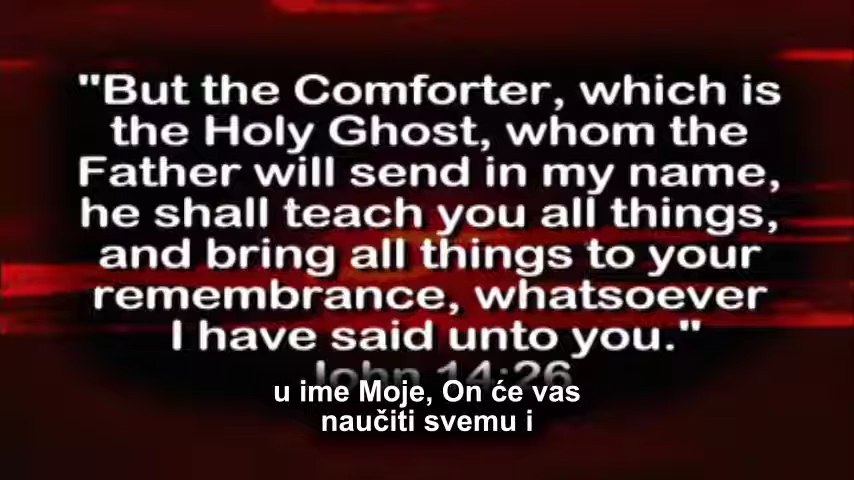 "But the Comforter, which is
the Holy Ghost, whom the
Father will send in my name,
he shall teach you all things,
and bring all things to your
remembrance, whatsoever
I have said unto you."
John 14:26
u ime Moje, On će vas
naučiti svemu i